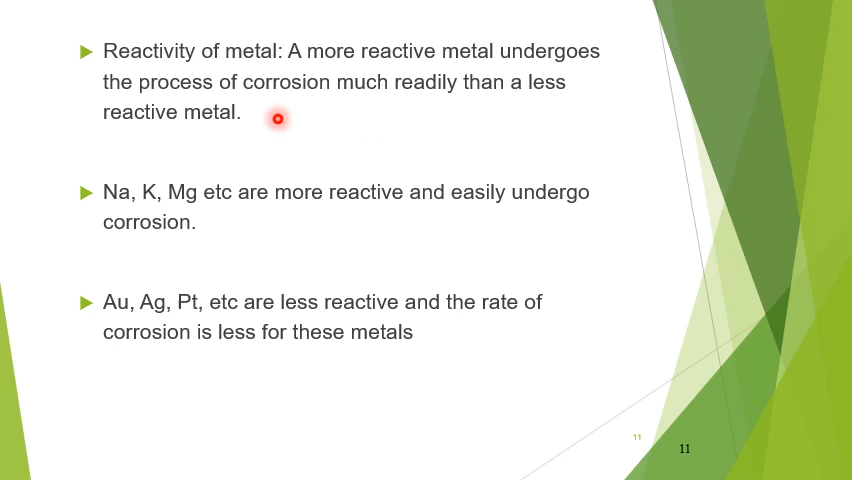 Reactivity of metal: A more reactive metal undergoes
the process of corrosion much readily than a less
reactive metal.
Na, K, Mg etc are more reactive and easily undergo
corrosion.
Au, Ag, Pt, etc are less reactive and the rate of
corrosion is less for these metals
11
11